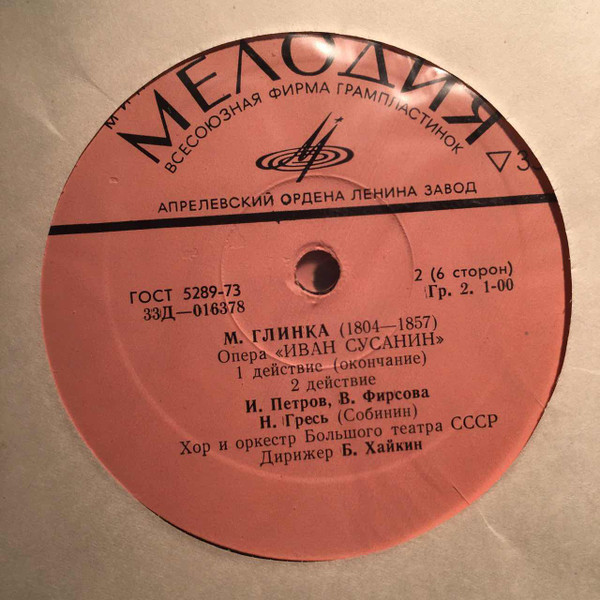 МЕЛОДИЯ
ВСЕСОЮЗНАЯ ФИРМА ГРАМПЛАСТИНОК
АПРЕЛЕВСКИЙ ОРДЕНА ЛЕНИНА ЗАВОД
ГОСТ 5289-73
33Д—016378
2 (6 сторон)
Гр. 2. 1-00
М. ГЛИНКА (1804—1857)
Опера «ИВАН СУСАНИН»
1 действие (окончание)
2 действие
И. Петров, В. Фирсова
Н. Гресь (Собинин)
Хор и оркестр Большого театра СССР
Дирижер Б. Хайкин